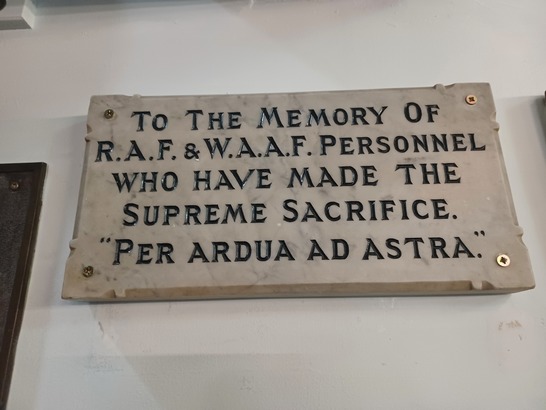 To The Memory Of
R.A.F. & W.A.A.F. Personnel
who have made the
Supreme Sacrifice.
"Per ardua ad astra."